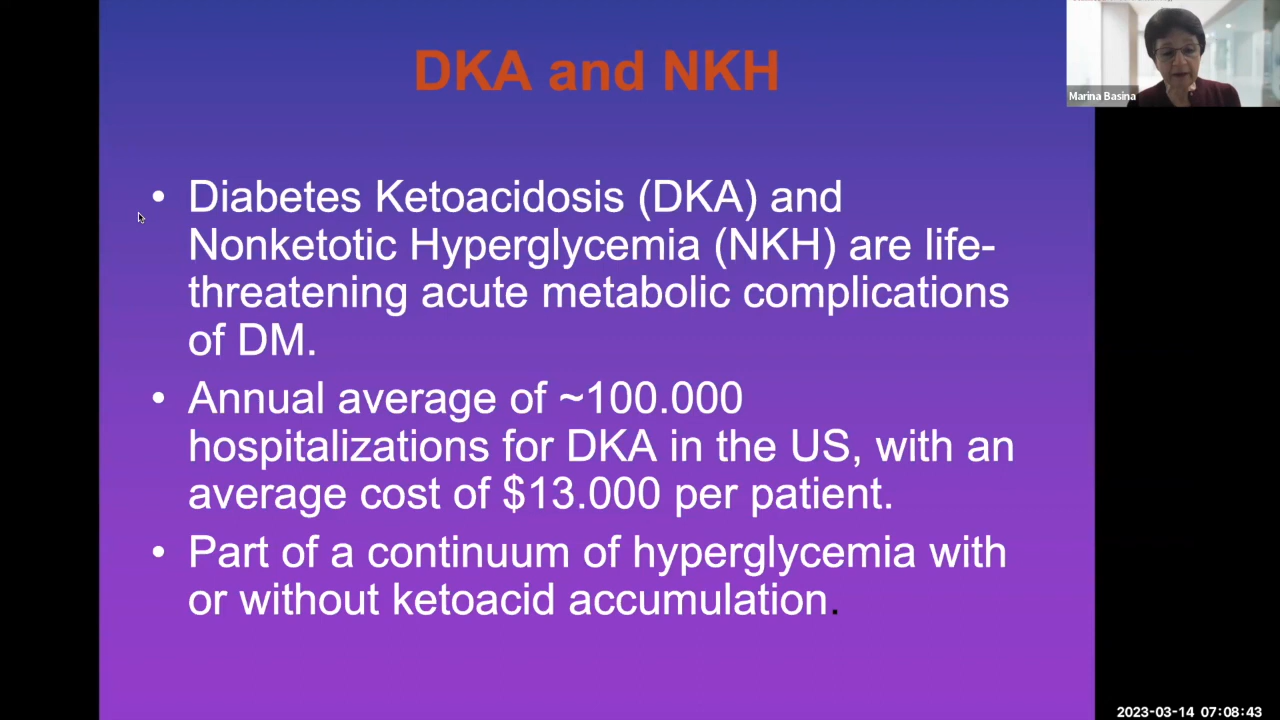 DKA and NKH
Marina Basina
• Diabetes Ketoacidosis (DKA) and
Nonketotic Hyperglycemia (NKH) are life-
threatening acute metabolic complications
of DM.
• Annual average of ~100.000
hospitalizations for DKA in the US, with an
average cost of $13.000 per patient.
• Part of a continuum of hyperglycemia with
or without ketoacid accumulation.
2023-03-14 07:08:43